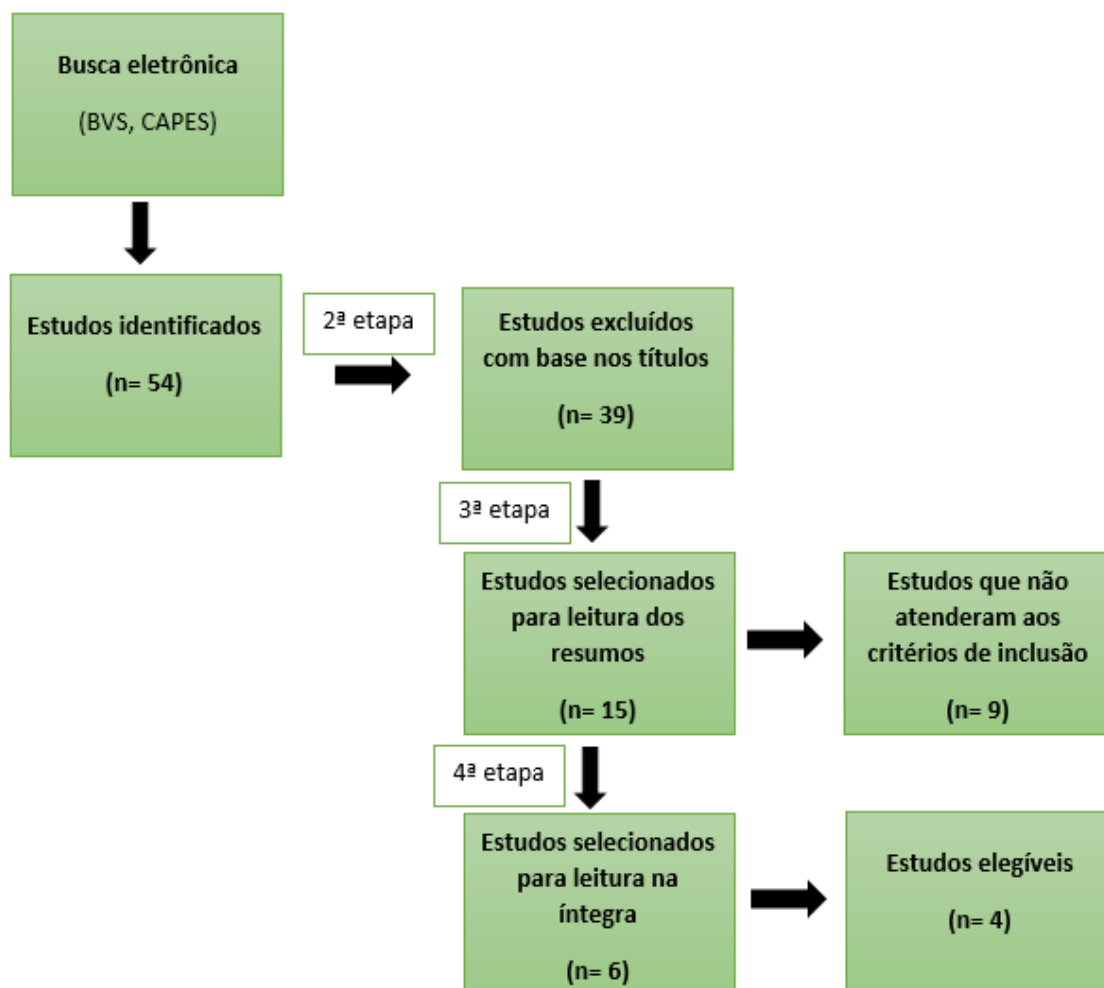 Busca eletrônica
(BVS, CAPES)
Estudos identificados
(n= 54)
2ª etapa
Estudos excluídos
com base nos títulos
(n= 39)
3ª etapa
Estudos selecionados
para leitura dos
resumos
(n= 15)
Estudos que não
atenderam aos
critérios de inclusão
(n= 9)
4ª etapa
Estudos selecionados
para leitura na
íntegra
(n= 6)
Estudos elegíveis
(n= 4)